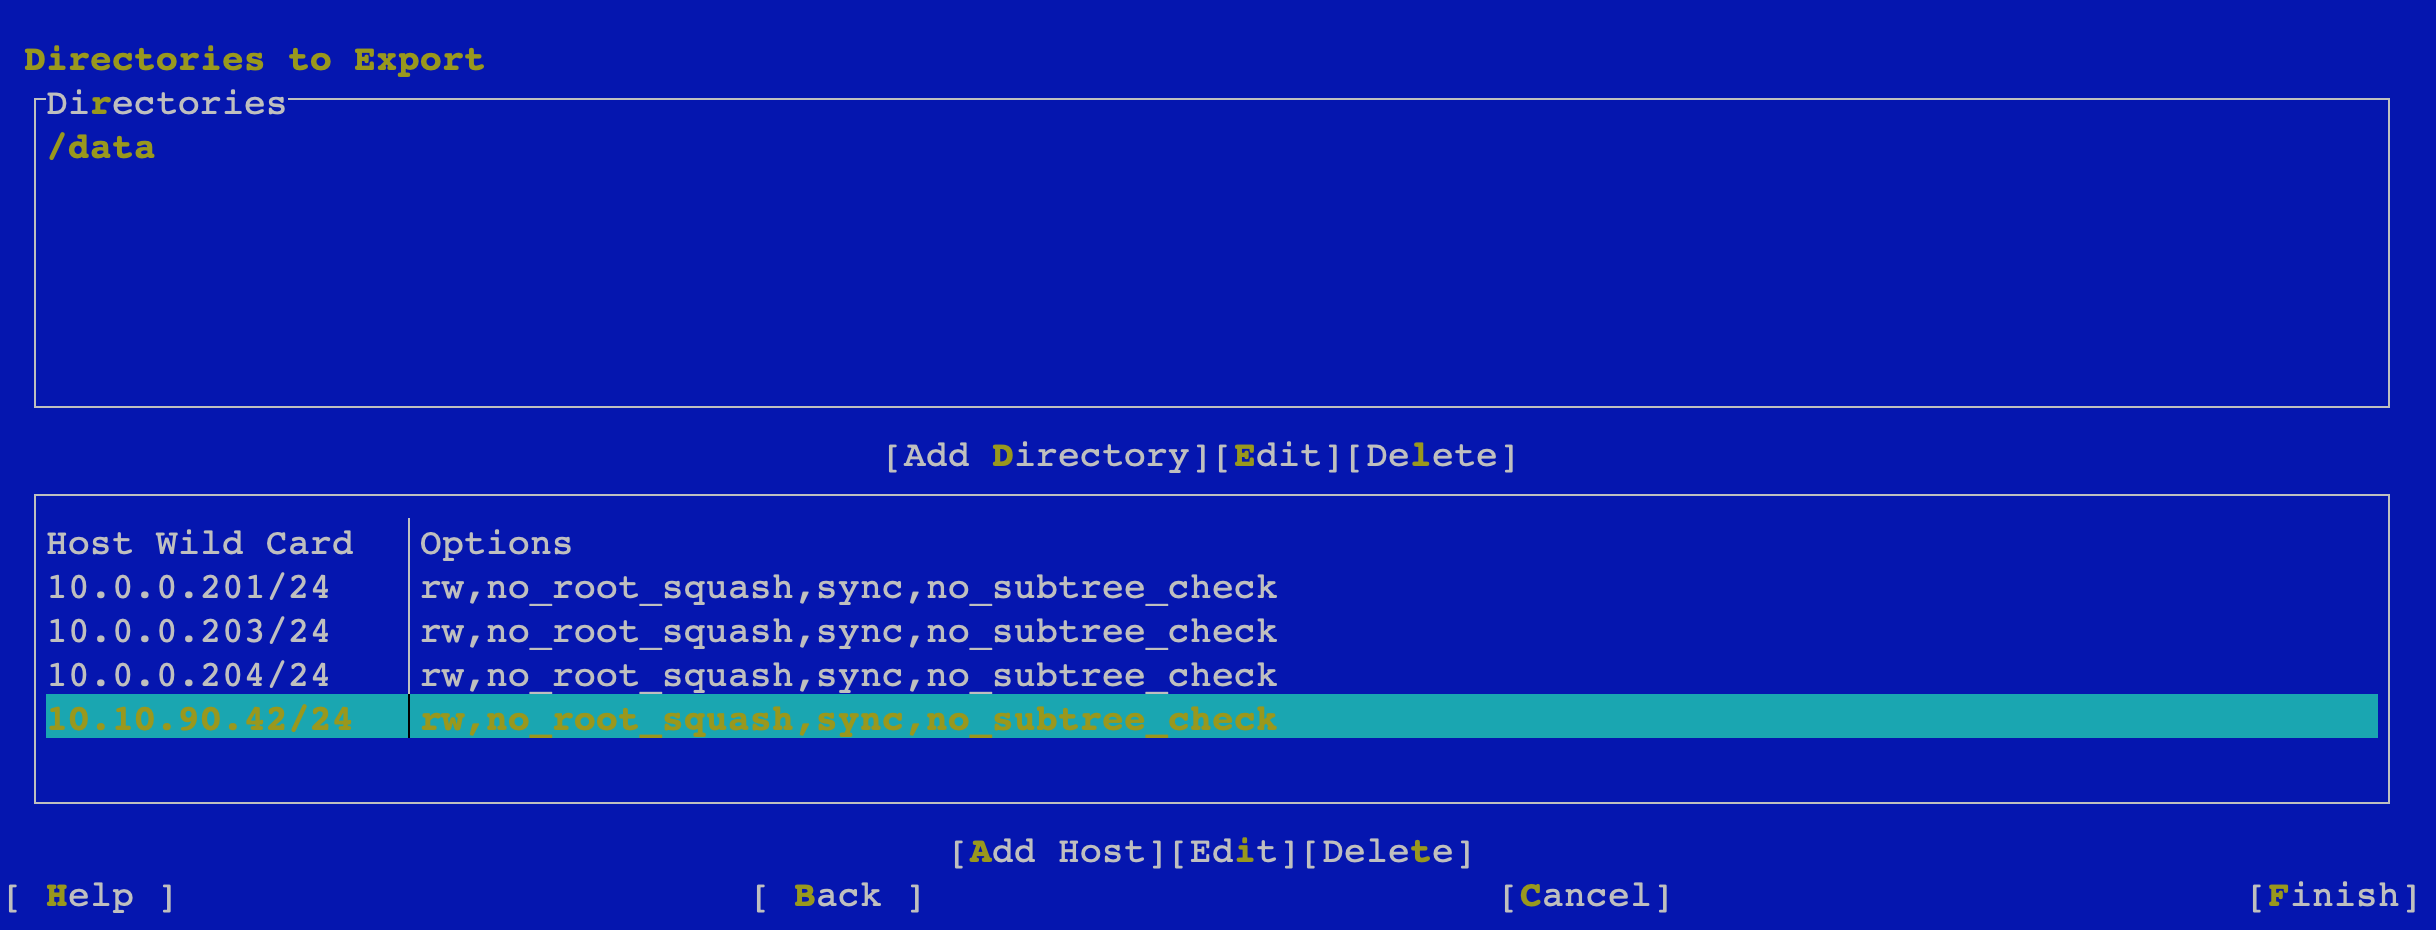 Directories to Export
Directories
/data
[Add Directory][Edit][Delete]
Host Wild Card Options
10.0.0.201/24 rw,no_root_squash,sync,no_subtree_check
10.0.0.203/24 rw,no_root_squash,sync,no_subtree_check
10.0.0.204/24 rw,no_root_squash,sync,no_subtree_check
10.10.90.42/24 rw,no_root_squash,sync,no_subtree_check
[Add Host][Edit][Delete]
[ Help ] [ Back ] [Cancel] [Finish]